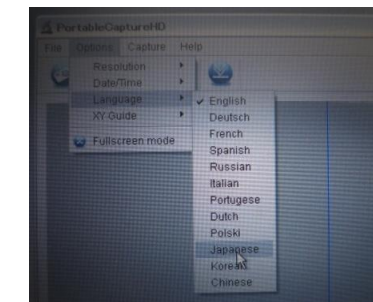 PortableCaptureHD
File Options Capture Help
Resolution
Date/Time
Language
XY Guide
Fullscreen mode
English
Deutsch
French
Spanish
Russian
Italian
Portugese
Dutch
Polski
Japanese
Korean
Chinese